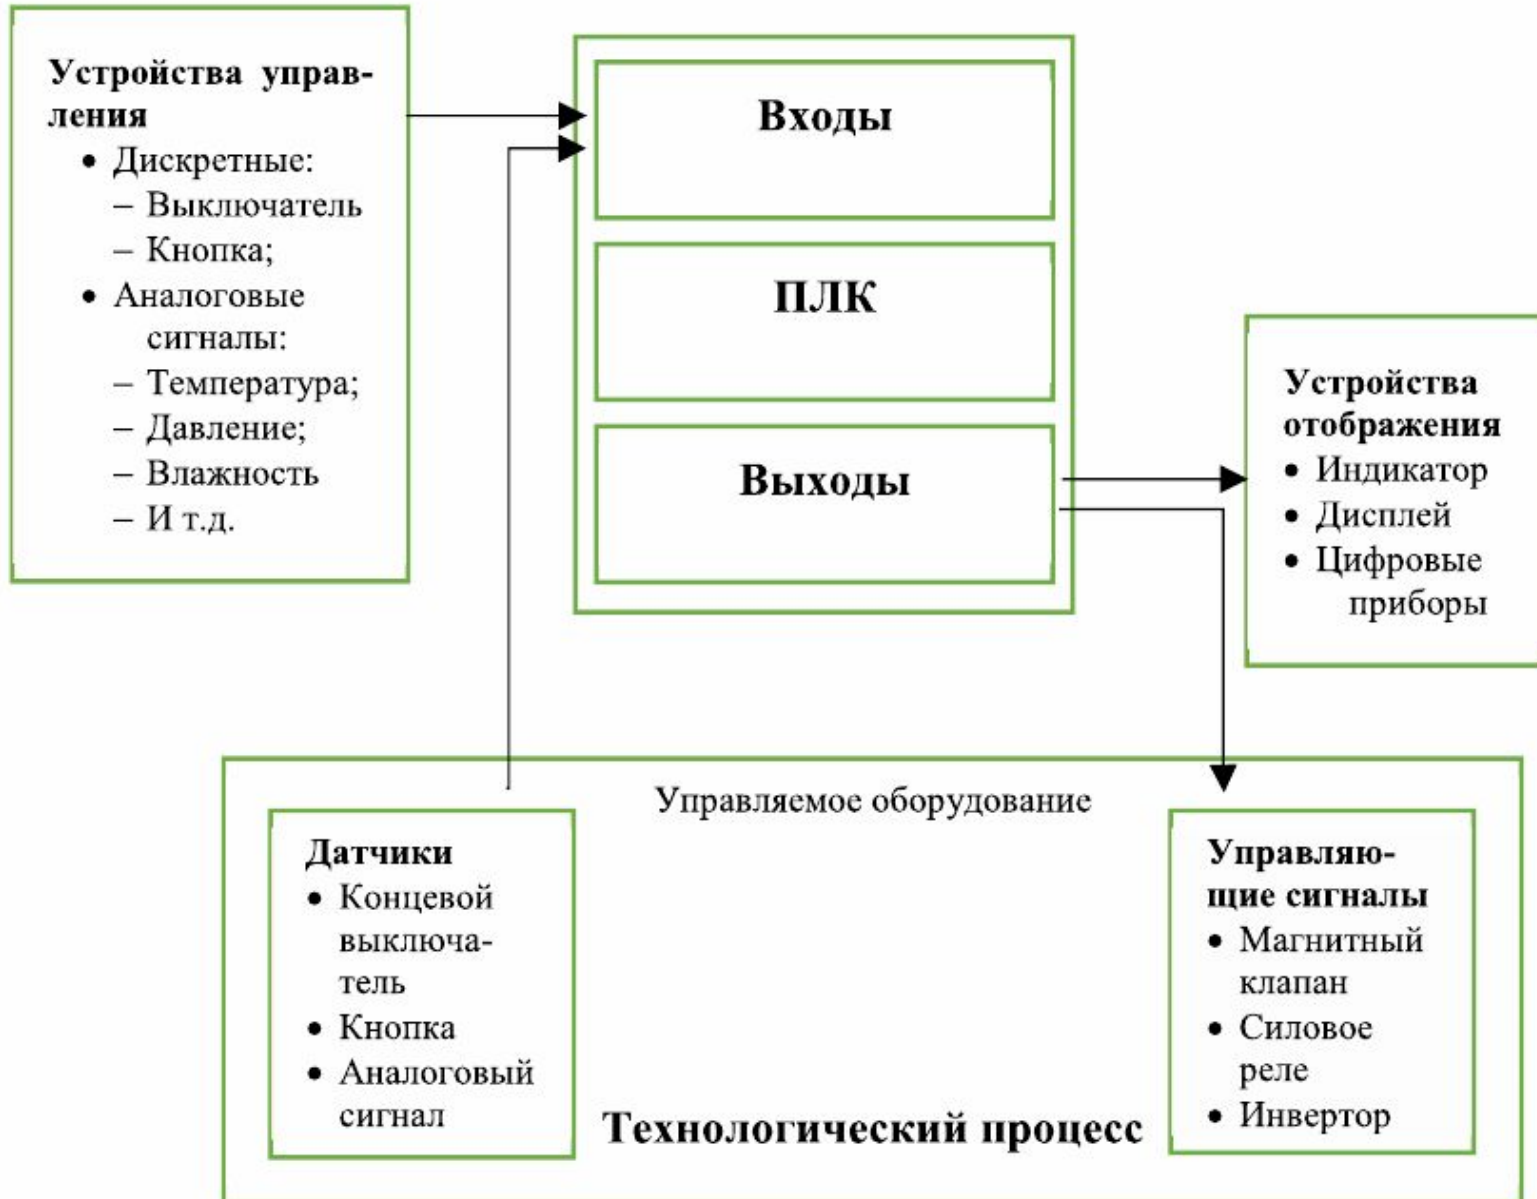 Устройства управ-
ления
• Дискретные:
– Выключатель
– Кнопка;
• Аналоговые
сигналы:
– Температура;
– Давление;
– Влажность
– И т.д.
Входы
ПЛК
Выходы
Устройства
отображения
• Индикатор
• Дисплей
• Цифровые
приборы
Управляемое оборудование
Датчики
• Концевой
выключа-
тель
• Кнопка
• Аналоговый
сигнал
Технологический процесс
Управляю-
щие сигналы
• Магнитный
клапан
• Силовое
реле
• Инвертор